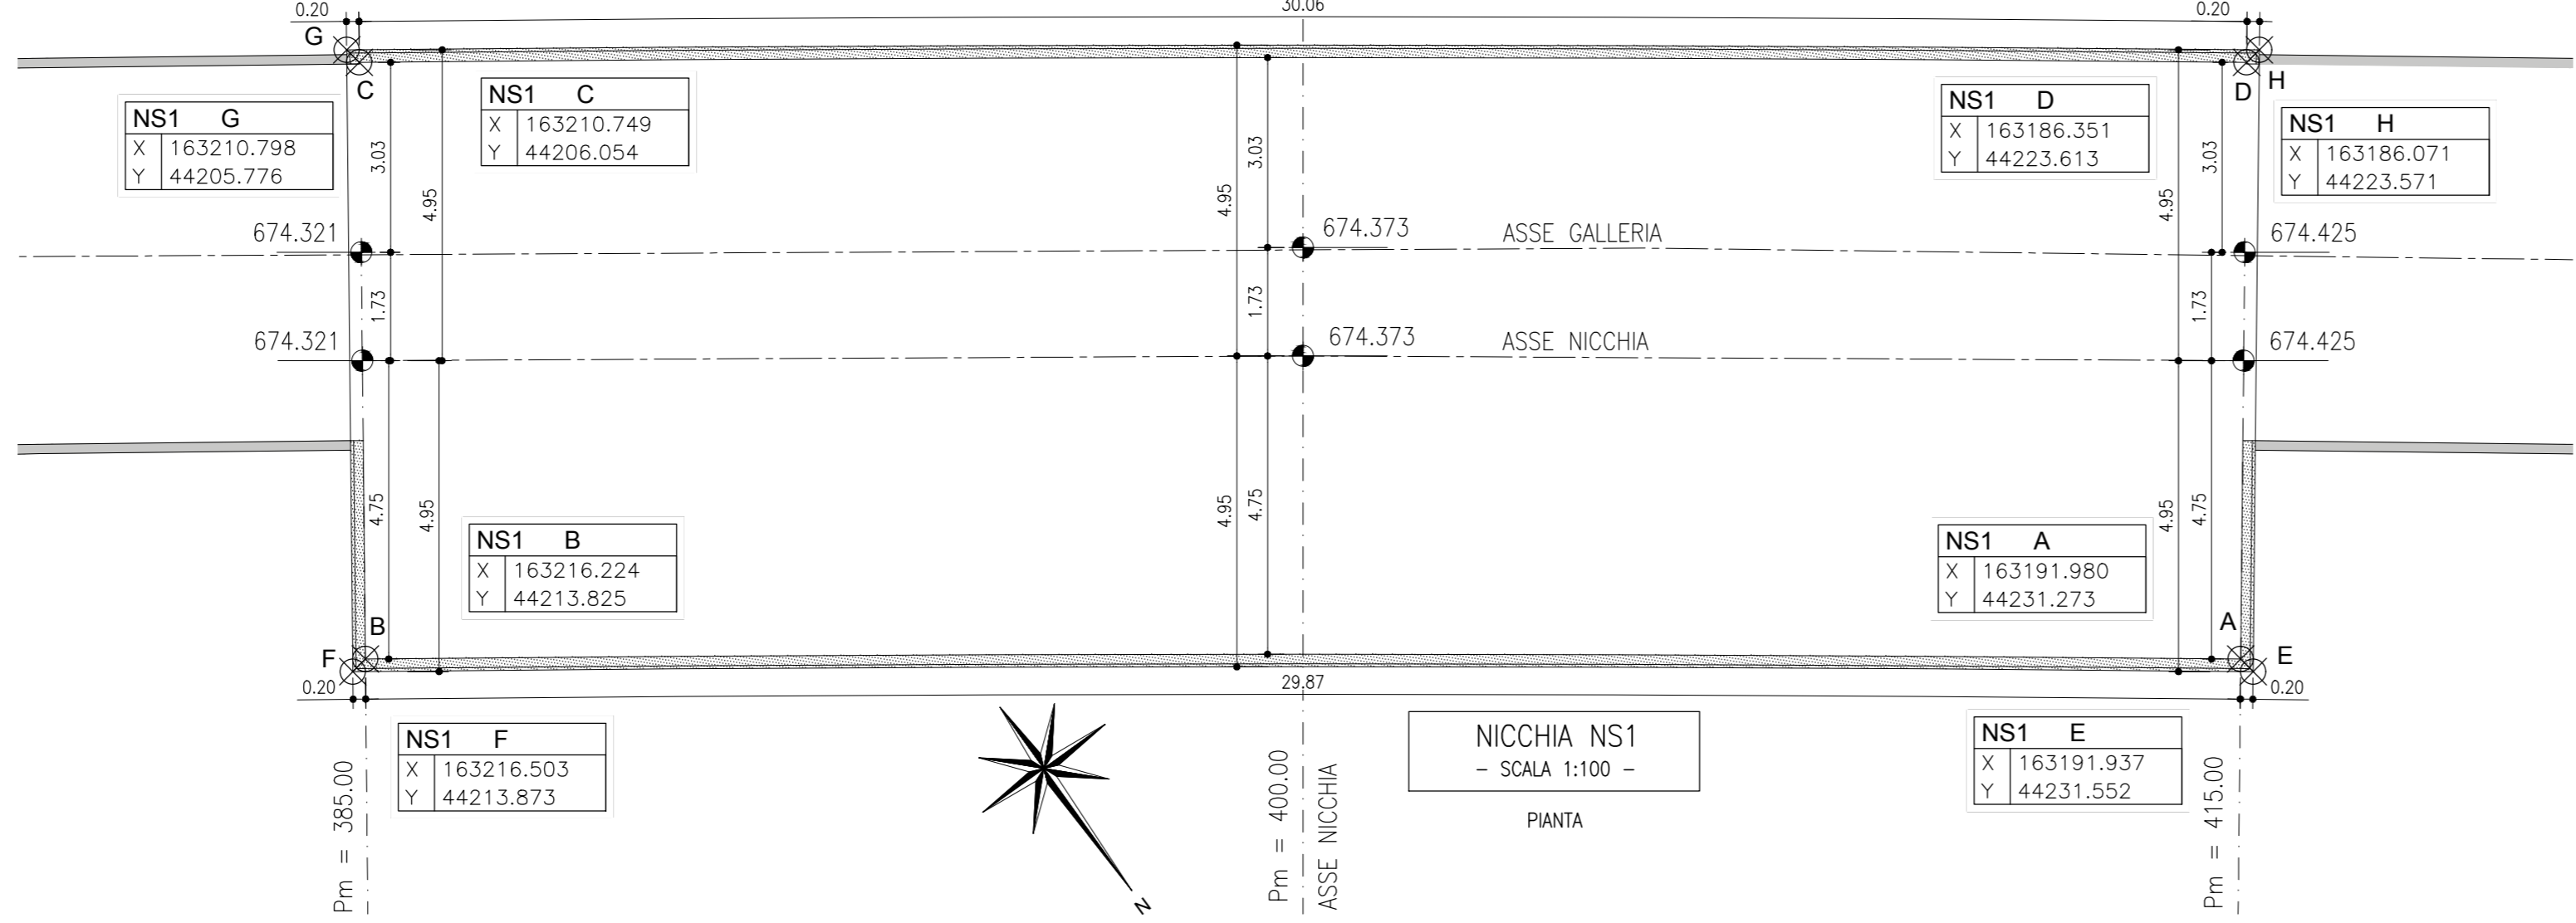 0.20
30.06
0.20
G
C
D
H
NS1 G
X 163210.798
Y 44205.776
NS1 C
X 163210.749
Y 44206.054
NS1 D
X 163186.351
Y 44223.613
NS1 H
X 163186.071
Y 44223.571
3.03
4.95
4.95
3.03
4.95
3.03
674.321
674.373
ASSE GALLERIA
674.425
1.73
1.73
1.73
674.321
674.373
ASSE NICCHIA
674.425
4.75
4.95
4.95
4.75
4.95
4.75
NS1 B
X 163216.224
Y 44213.825
NS1 A
X 163191.980
Y 44231.273
B
A
F
E
0.20
29.87
0.20
NS1 F
X 163216.503
Y 44213.873
NICCHIA NS1
- SCALA 1:100 -
PIANTA
NS1 E
X 163191.937
Y 44231.552
Pm = 385.00
N
Pm = 400.00
ASSE NICCHIA
Pm = 415.00